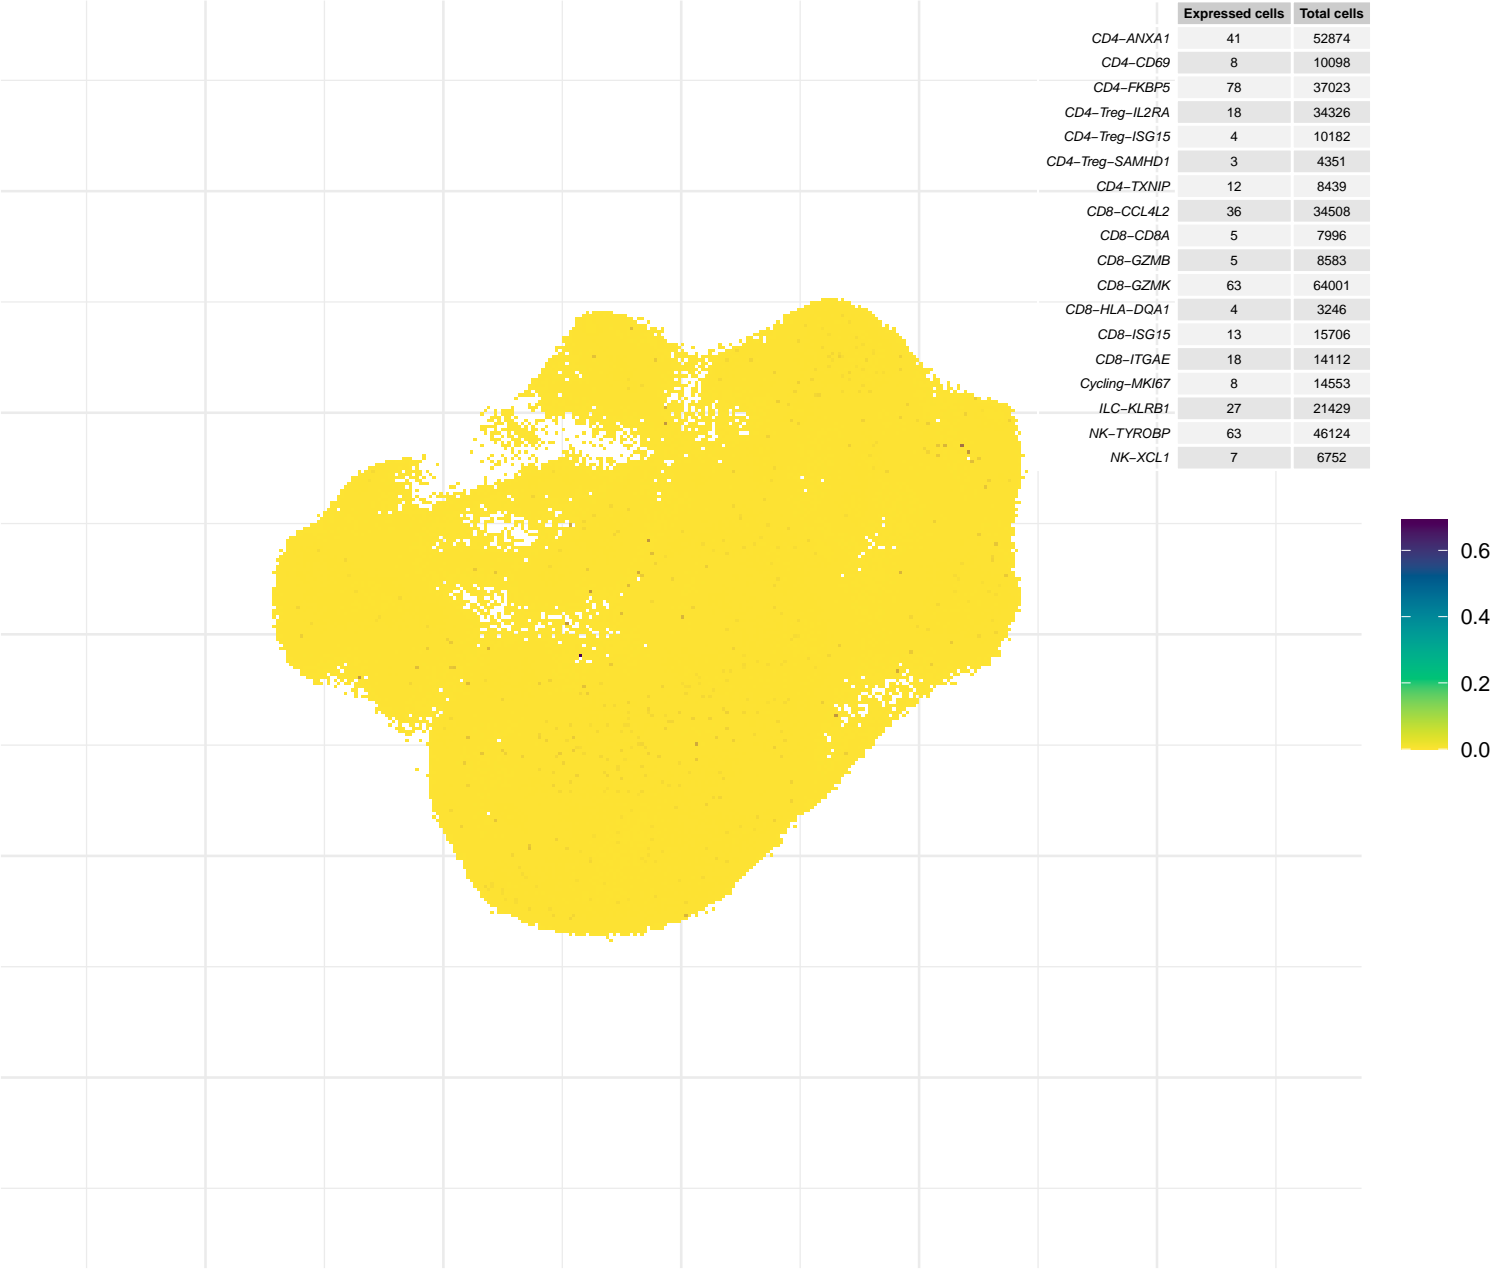 Expressed cells Total cells
CD4−ANXA1 41 52874
CD4−CD69 8 10098
CD4−FKBP5 78 37023
CD4−Treg−IL2RA 18 34326
CD4−Treg−ISG15 4 10182
CD4−Treg−SAMHD1 3 4351
CD4−TXNIP 12 8439
CD8−CCL4L2 36 34508
CD8−CD8A 5 7996
CD8−GZMB 5 8583
CD8−GZMK 63 64001
CD8−HLA−DQA1 4 3246
CD8−ISG15 13 15706
CD8−ITGAE 18 14112
Cycling−MKI67 8 14553
ILC−KLRB1 27 21429
NK−TYROBP 63 46124
NK−XCL1 7 6752
0.6
0.4
0.2
0.0